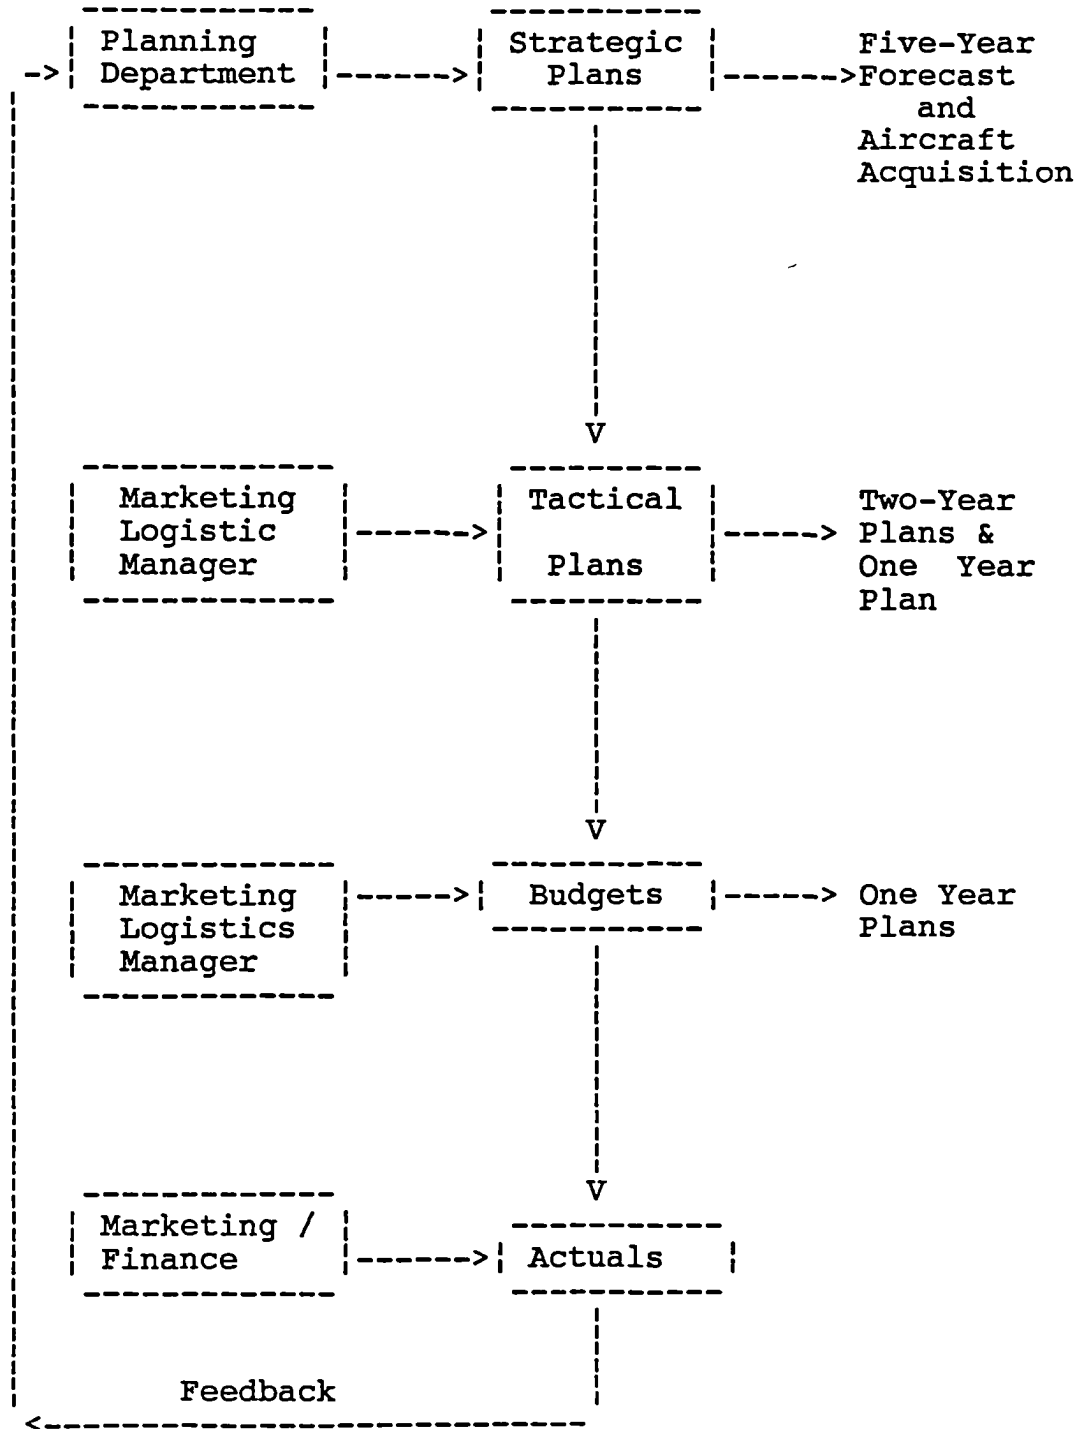 Planning
Department
Strategic
Plans
Five-Year
Forecast
and
Aircraft
Acquisition
Marketing
Logistic
Manager
Tactical
Plans
Two-Year
Plans &
One Year
Plan
Marketing
Logistics
Manager
Budgets
One Year
Plans
Marketing /
Finance
Actuals
Feedback